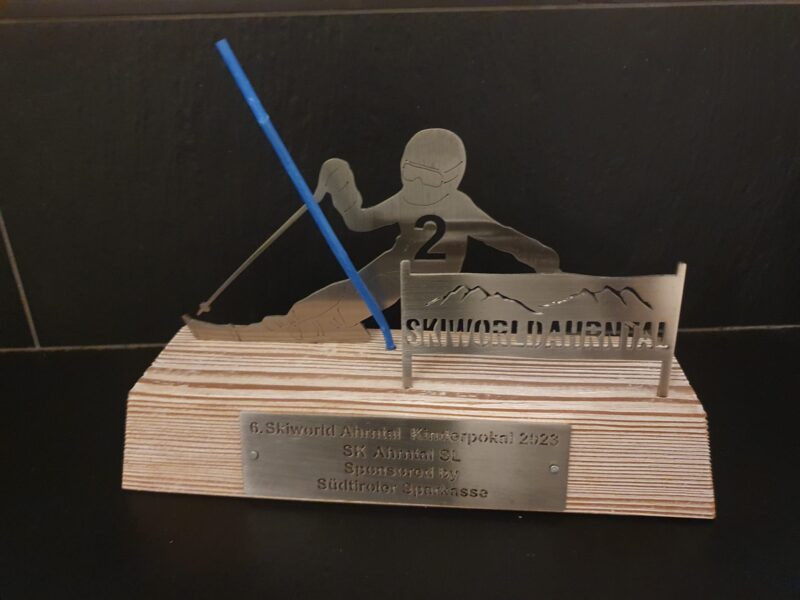 2
SKIWORLDAHRNTAL
6. Skiworld Ahrntal Kinderpokal 2023
SK Ahrntal SL
Sponsored by
Südtiroler Sparkasse